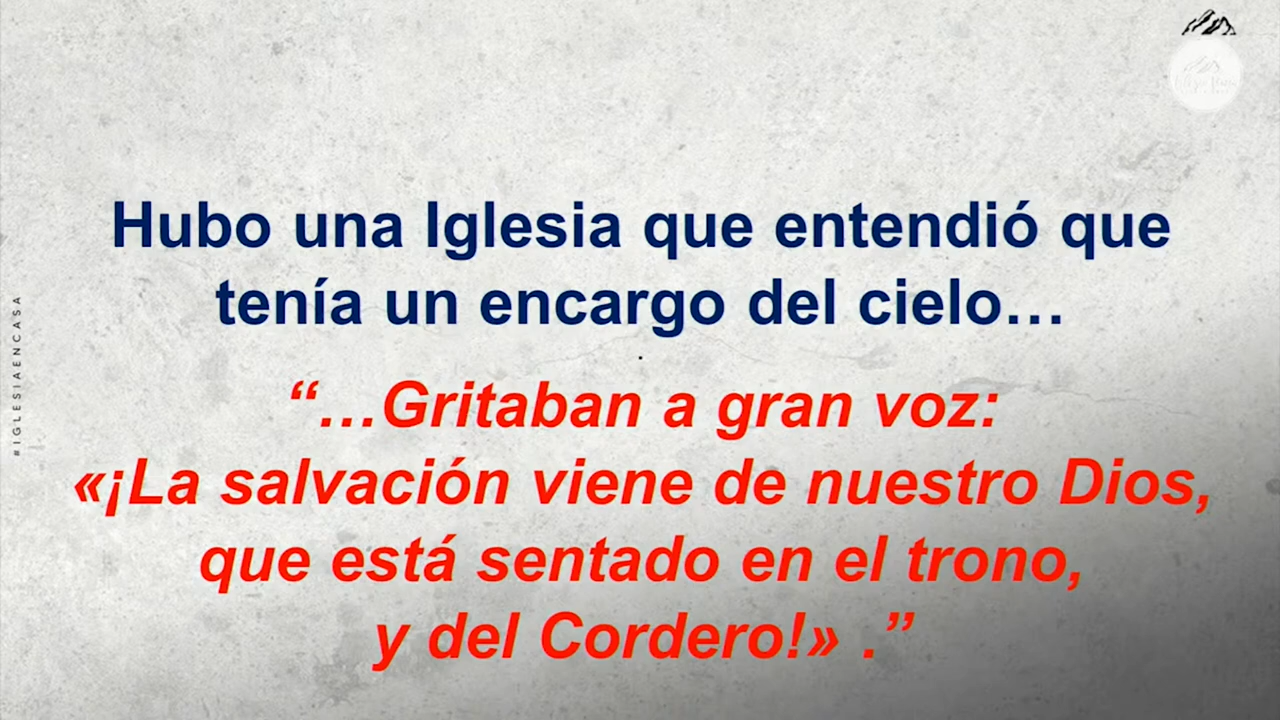 Hubo una Iglesia que entendió que
tenía un encargo del cielo…
.
“…Gritaban a gran voz:
«¡La salvación viene de nuestro Dios,
que está sentado en el trono,
y del Cordero!» .”
#IGLESIAENCASA